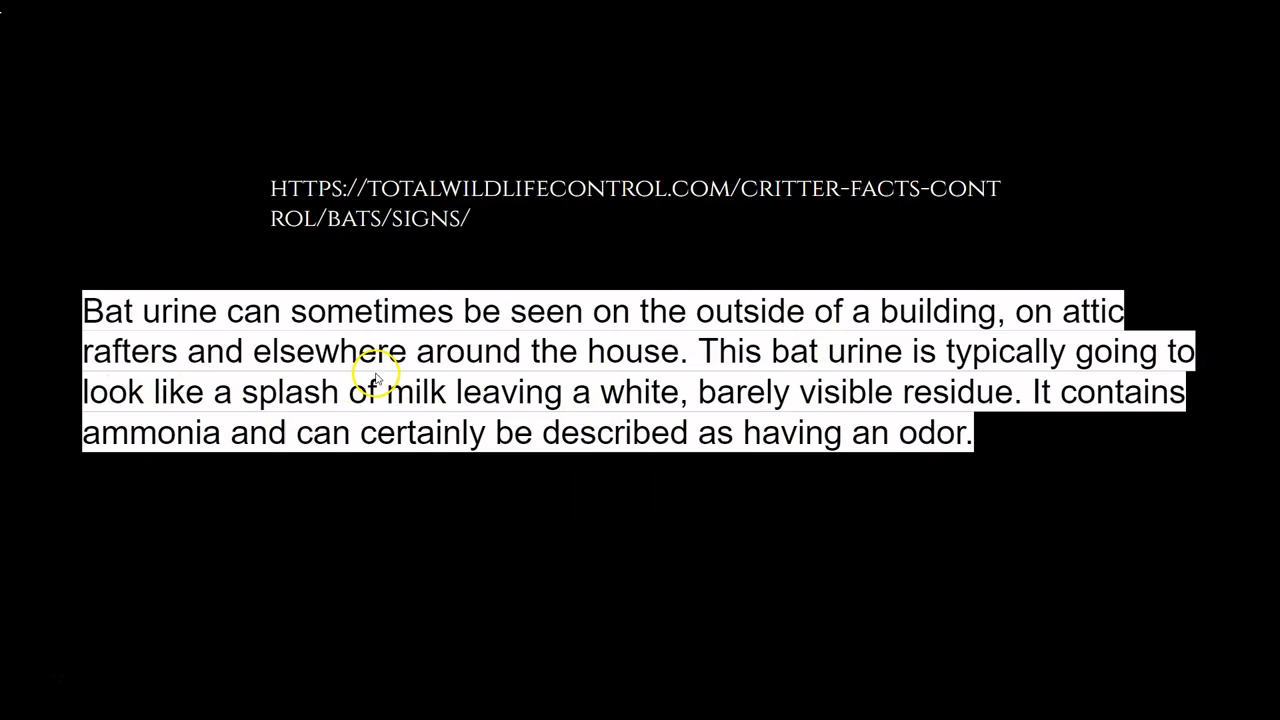 HTTPS://TOTALWILDLIFECONTROL.COM/CRITTER-FACTS-CONT
ROL/BATS/SIGNS/
Bat urine can sometimes be seen on the outside of a building, on attic
rafters and elsewhere around the house. This bat urine is typically going to
look like a splash of milk leaving a white, barely visible residue. It contains
ammonia and can certainly be described as having an odor.